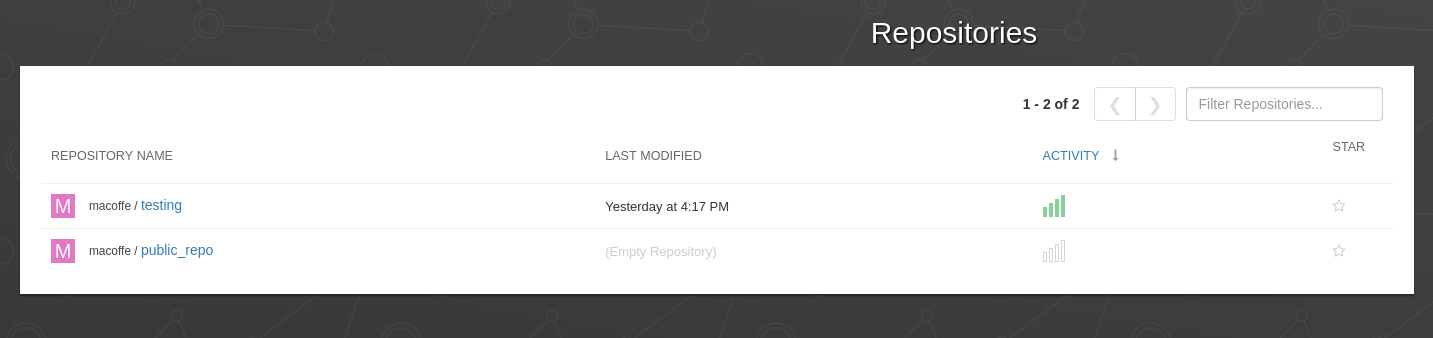 Repositories
1 - 2 of 2
Filter Repositories...
REPOSITORY NAME LAST MODIFIED ACTIVITY STAR
M macoffe / testing Yesterday at 4:17 PM
M macoffe / public_repo (Empty Repository)